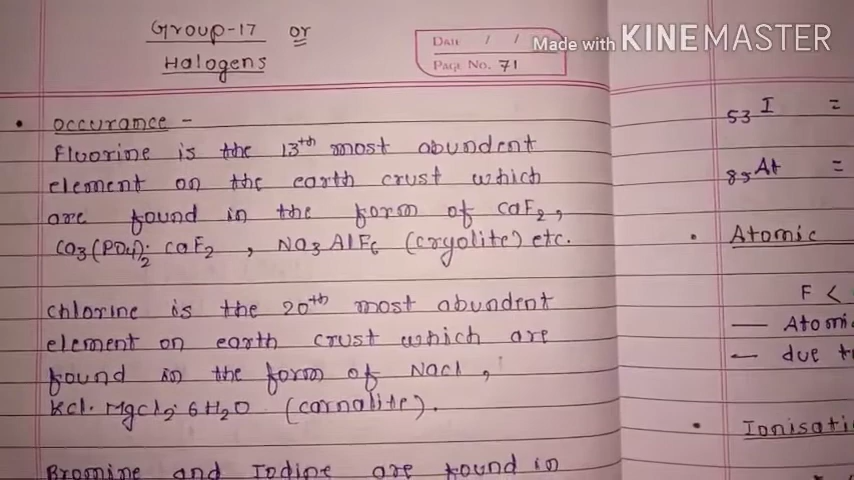 Group-17 or
Halogens
Date / /
Page No. 71
Made with KINEMASTER
• occurance -
Fluorine is the 13th most abundent
element on the earth crust which
are found in the form of CaF2,
Ca3(PO4)2· CaF2, Na3AlF6 (cryolite) etc.
Chlorine is the 20th most abundent
element on earth crust which are
found in the form of NaCl,
KCl·MgCl2·6H2O (carnalite).
Bromine and Iodine are found in
53 I =
85 At =
• Atomic
F <
— Atomi
— due t
• Ionisati